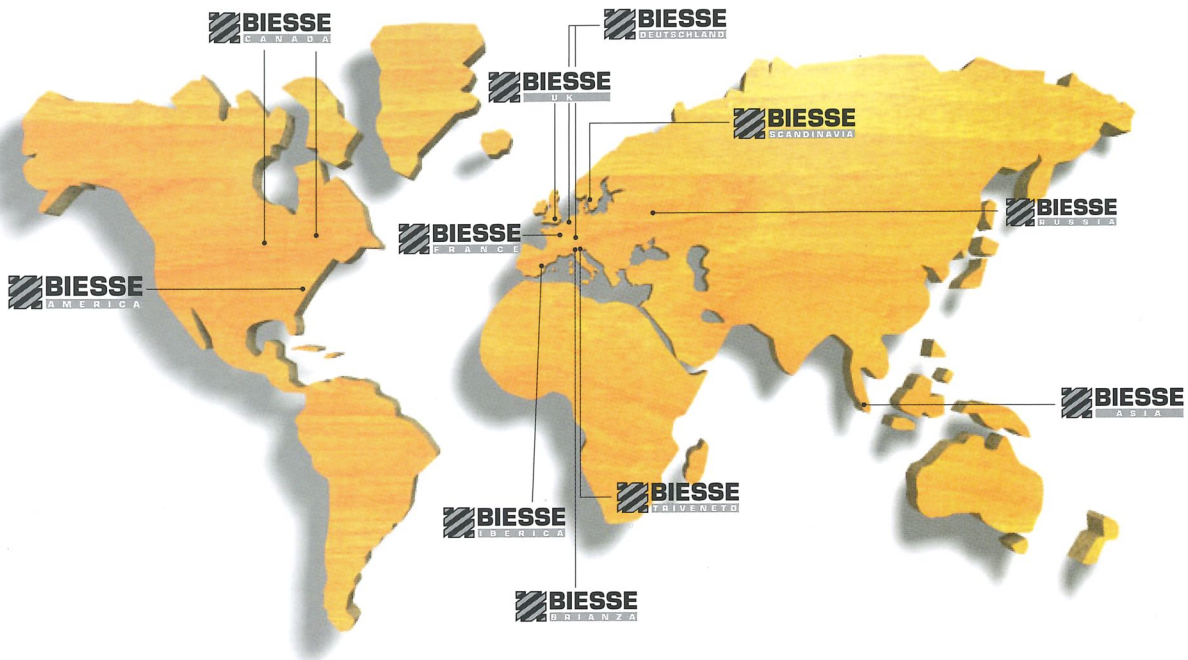 BIESSE
CANADA
BIESSE
DEUTSCHLAND
BIESSE
UK
BIESSE
SCANDINAVIA
BIESSE
RUSSIA
BIESSE
FRANCE
BIESSE
AMERICA
BIESSE
ASIA
BIESSE
TRIVENETO
BIESSE
IBERICA
BIESSE
BRIANZA